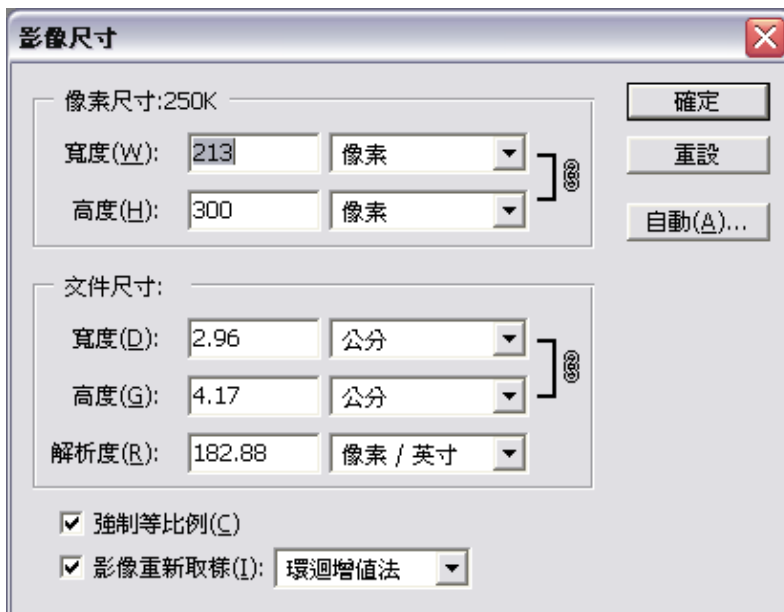 影像尺寸
像素尺寸:250K
寬度(W): 213 像素
高度(H): 300 像素
確定
重設
自動(A)...
文件尺寸:
寬度(D): 2.96 公分
高度(G): 4.17 公分
解析度(R): 182.88 像素 / 英寸
強制等比例(C)
影像重新取樣(I): 環迴增值法